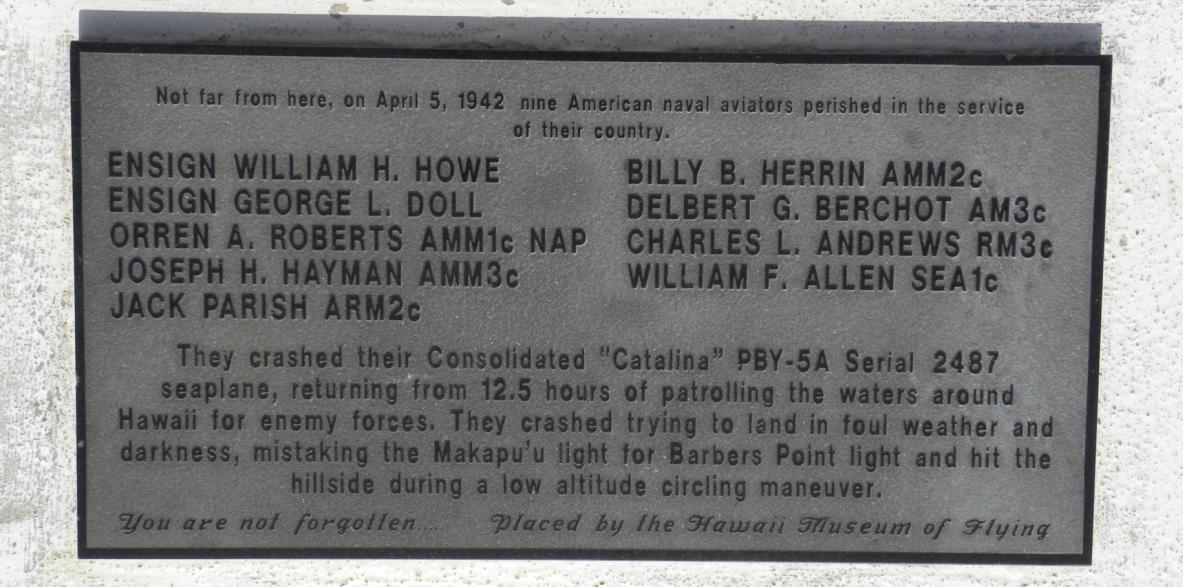 Not far from here, on April 5, 1942 nine American naval aviators perished in the service
of their country.
ENSIGN WILLIAM H. HOWE
ENSIGN GEORGE L. DOLL
ORREN A. ROBERTS AMM1c NAP
JOSEPH H. HAYMAN AMM3c
JACK PARISH ARM2c
BILLY B. HERRIN AMM2c
DELBERT G. BERCHOT AM3c
CHARLES L. ANDREWS RM3c
WILLIAM F. ALLEN SEA1c
They crashed their Consolidated "Catalina" PBY-5A Serial 2487
seaplane, returning from 12.5 hours of patrolling the waters around
Hawaii for enemy forces. They crashed trying to land in foul weather and
darkness, mistaking the Makapu'u light for Barbers Point light and hit the
hillside during a low altitude circling maneuver.
You are not forgotten... Placed by the Hawaii Museum of Flying